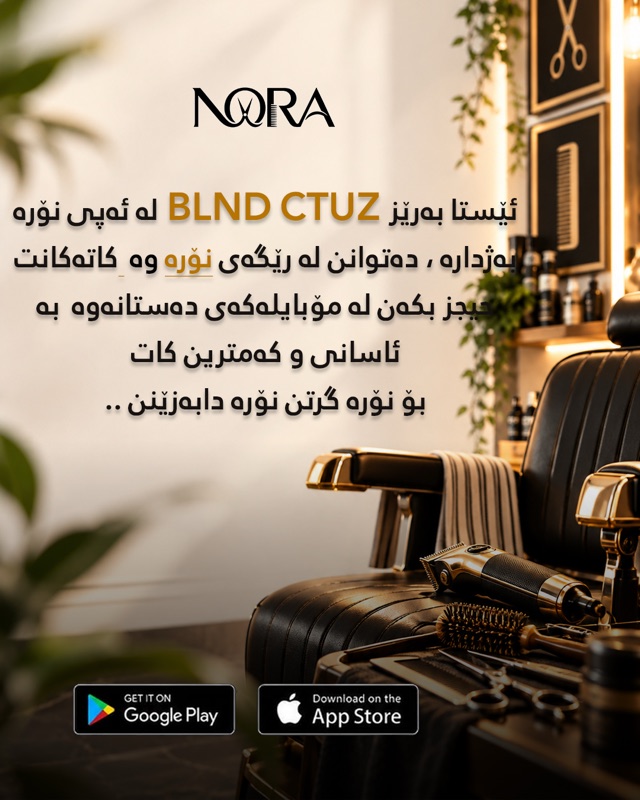 NORA
ئێستا بەرێز BLND CTUZ لە ئەپی نۆرە
بەژدارە ، دەتوانن لە رێگەی نۆرە وە کاتەکانت
حیجز بکەن لە مۆبایلەکەی دەستانەوە بە
ئاسانی و کەمترین کات
بۆ نۆرە گرتن نۆرە دابەزێنن ..
GET IT ON
Google Play
Download on the
App Store